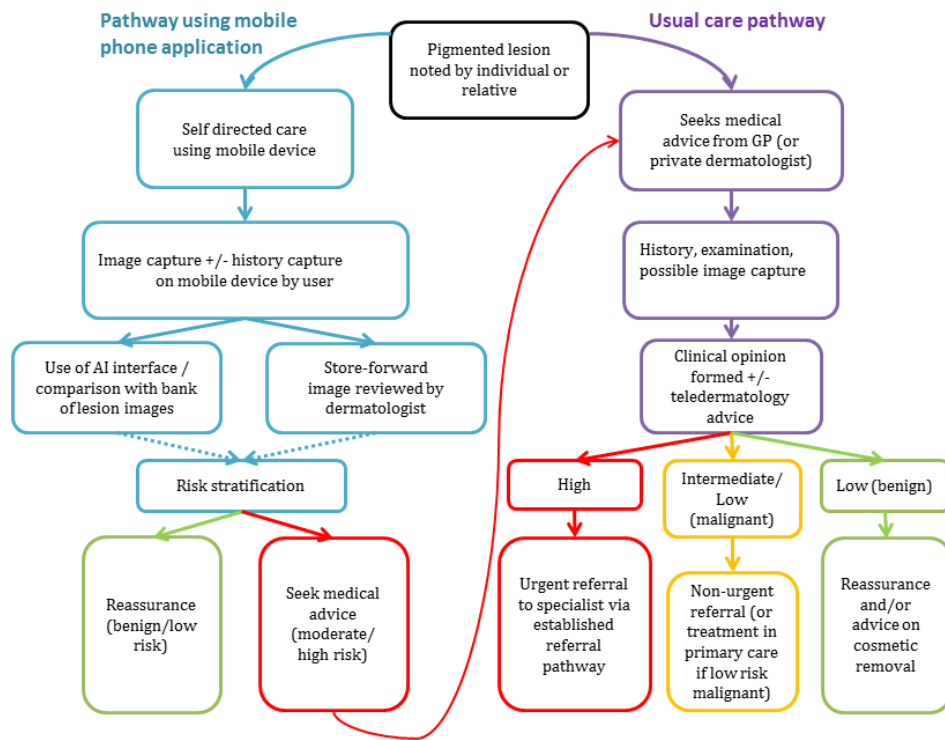 Pathway using mobile
phone application
Usual care pathway
Pigmented lesion
noted by individual or
relative
Self directed care
using mobile device
Seeks medical
advice from GP (or
private dermatologist)
Image capture +/- history capture
on mobile device by user
History, examination,
possible image capture
Use of AI interface /
comparison with bank
of lesion images
Store-forward
image reviewed by
dermatologist
Clinical opinion
formed +/-
teledermatology
advice
Risk stratification
High
Intermediate/
Low
(malignant)
Low (benign)
Reassurance
(benign/low
risk)
Seek medical
advice
(moderate/
high risk)
Urgent referral
to specialist via
established
referral
pathway
Non-urgent
referral (or
treatment in
primary care
if low risk
malignant)
Reassurance
and/or
advice on
cosmetic
removal